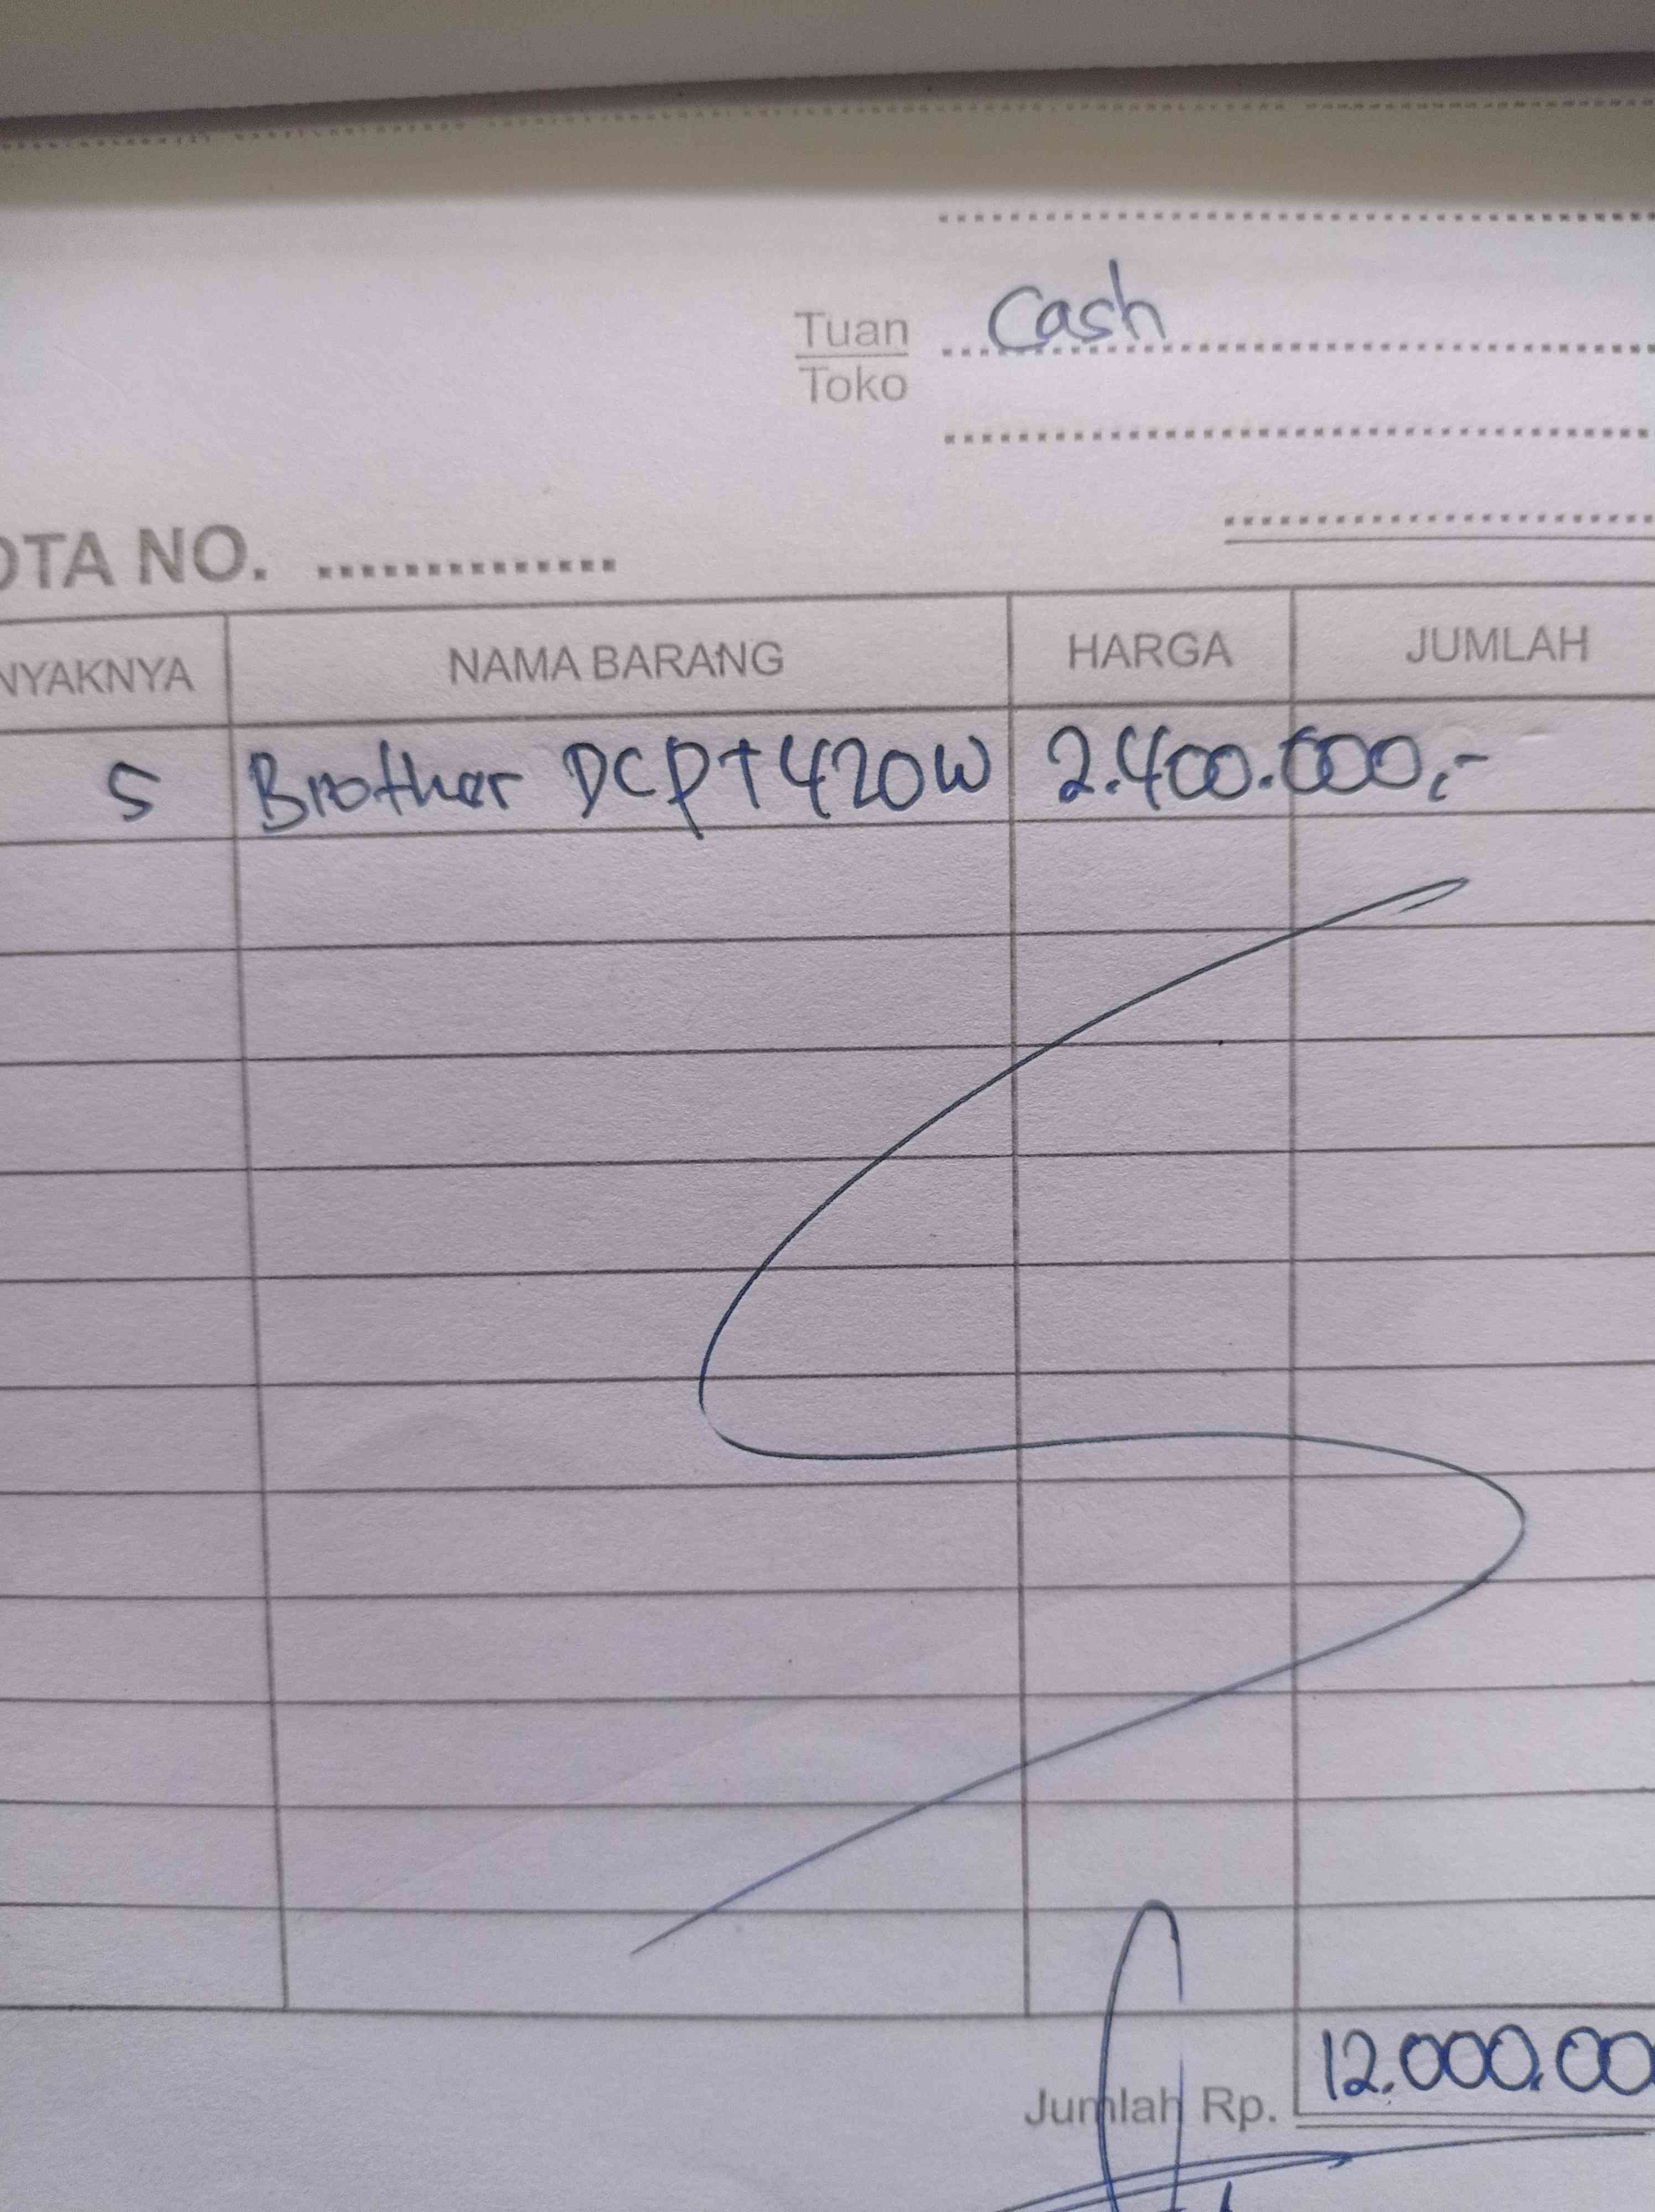 Cash
Tuan
Toko
OTA NO. ..............
NYAKNYA NAMA BARANG HARGA JUMLAH
5 Brother DCPT420W 2.400.000,-
Jumlah Rp. 12.000.00